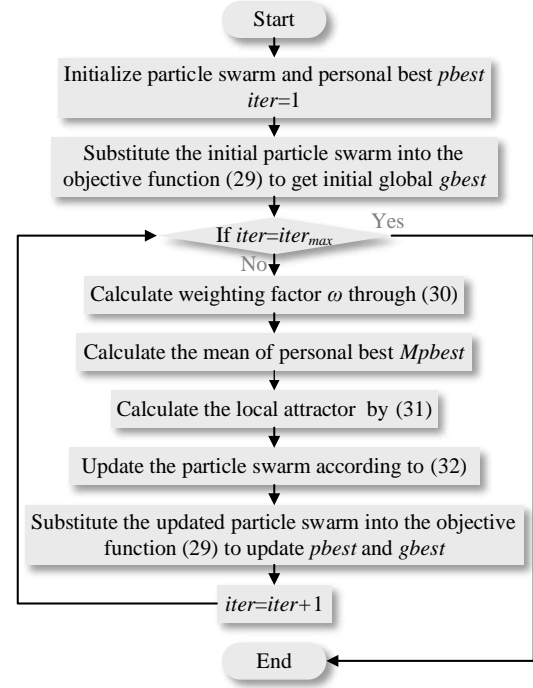 Start
Initialize particle swarm and personal best pbest
iter=1
Substitute the initial particle swarm into the
objective function (29) to get initial global gbest
Yes
If iter=itermax
No
Calculate weighting factor ω through (30)
Calculate the mean of personal best Mpbest
Calculate the local attractor by (31)
Update the particle swarm according to (32)
Substitute the updated particle swarm into the objective
function (29) to update pbest and gbest
iter=iter+1
End